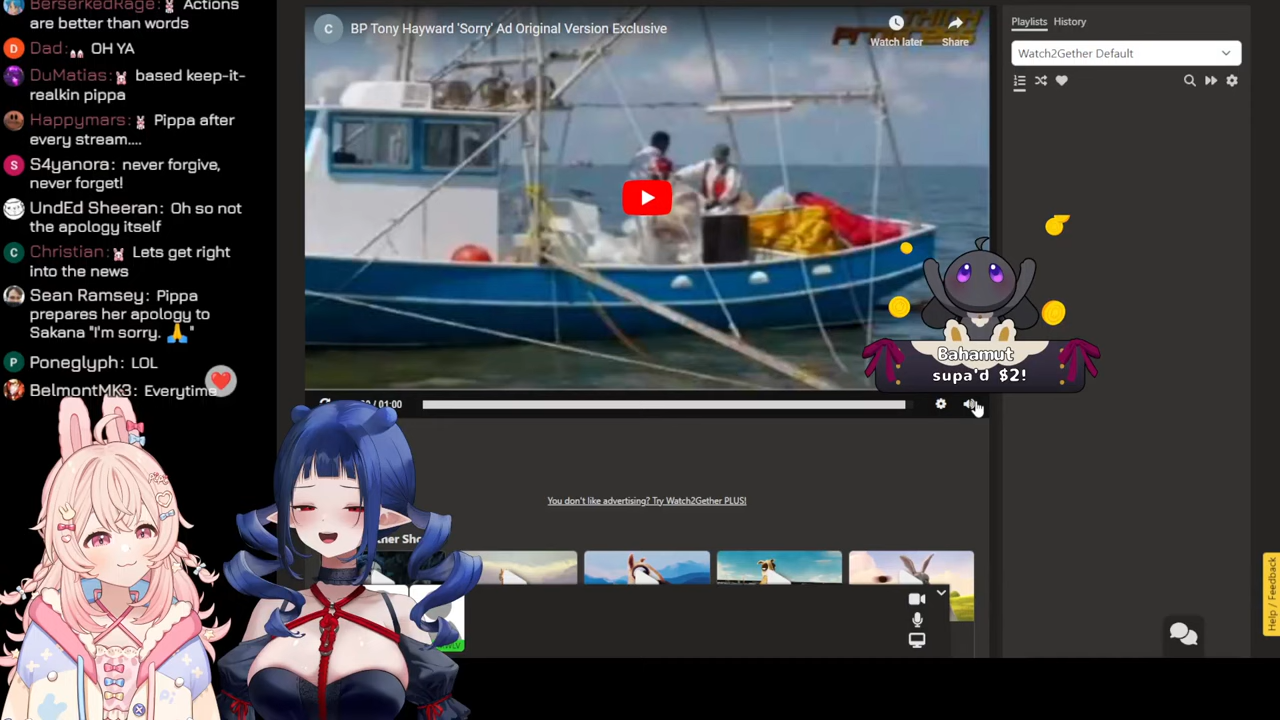 BerserkedRage: Actions
are better than words
Dad: OH YA
DuMatias: based keep-it-
realkin pippa
Happymars: Pippa after
every stream....
S4yanora: never forgive,
never forget!
UndEd Sheeran: Oh so not
the apology itself
Christian: Lets get right
into the news
Sean Ramsey: Pippa
prepares her apology to
Sakana "I'm sorry. 🙏"
Poneglyph: LOL
BelmontMK3: Everytime
C
BP Tony Hayward 'Sorry' Ad Original Version Exclusive
Watch later
Share
/ 01:00
You don't like advertising? Try Watch2Gether PLUS!
Playlists
History
Watch2Gether Default
Bahamut
supa'd $2!
Help / Feedback